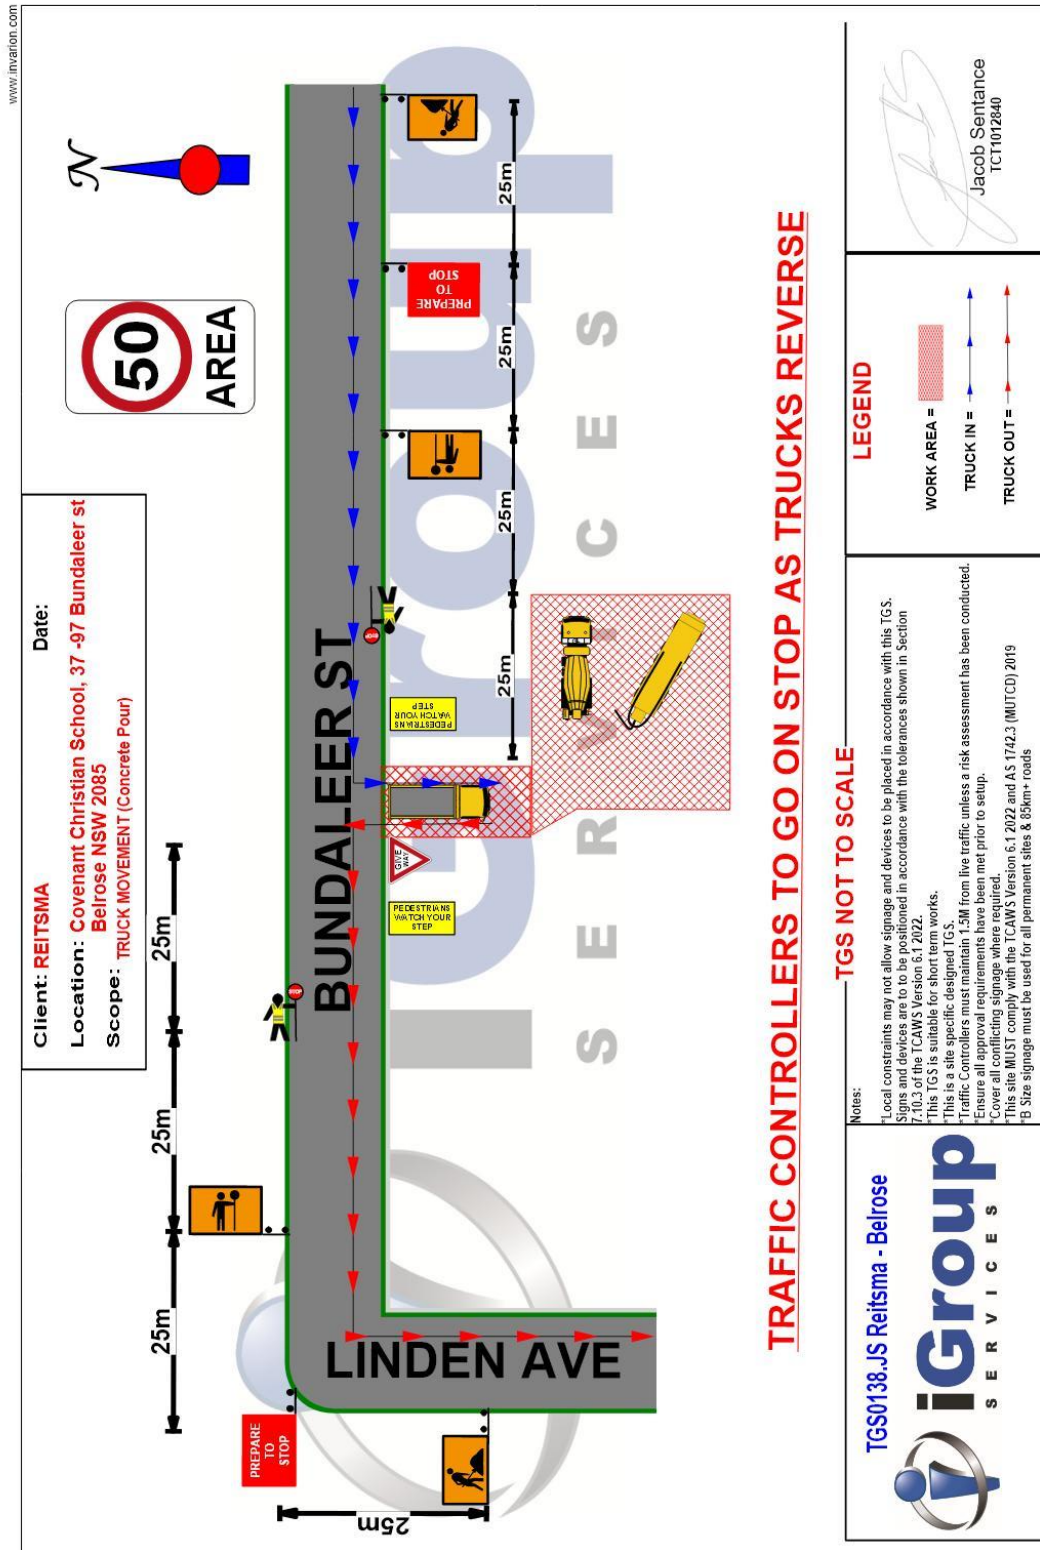 www.invarion.com
Client: REITSMA
Date:
Location: Covenant Christian School, 37 -97 Bundaleer st
Belrose NSW 2085
Scope: TRUCK MOVEMENT (Concrete Pour)
50
AREA
N
25m
25m
25m
STOP
BUNDALEER ST
STOP
PREPARE
TO
STOP
25m
LINDEN AVE
PEDESTRIANS
WATCH YOUR
STEP
GIVE
WAY
PEDESTRIANS
WATCH YOUR
STEP
PREPARE
TO
STOP
25m
25m
25m
25m
iGroup
SERVICES
TRAFFIC CONTROLLERS TO GO ON STOP AS TRUCKS REVERSE
TGS NOT TO SCALE
TGS0138.JS Reitsma - Belrose
iGroup
SERVICES
Notes:
*Local constraints may not allow signage and devices to be placed in accordance with this TGS.
Signs and devices are to to be positioned in accordance with the tolerances shown in Section
7.10.3 of the TCAWS Version 6.1 2022.
*This TGS is suitable for short term works.
*This is a site specific designed TGS.
*Traffic Controllers must maintain 1.5M from live traffic unless a risk assessment has been conducted.
*Ensure all approval requirements have been met prior to setup.
*Cover all conflicting signage where required.
*This site MUST comply with the TCAWS Version 6.1 2022 and AS 1742.3 (MUTCD) 2019
*B Size signage must be used for all permanent sites & 85km+ roads
LEGEND
WORK AREA =
TRUCK IN =
TRUCK OUT =
Jacob Sentance
TCT1012840